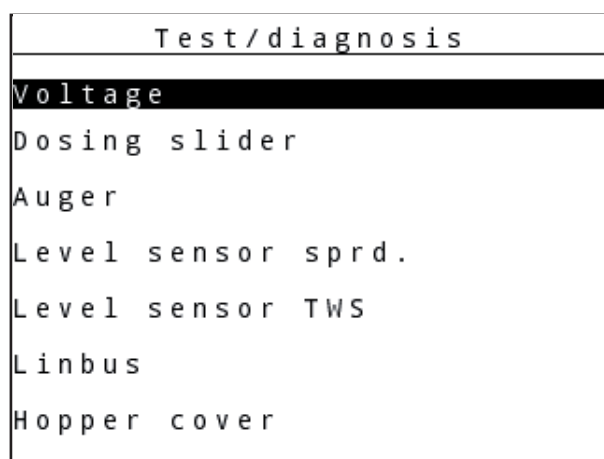 Test/diagnosis
Voltage
Dosing slider
Auger
Level sensor sprd.
Level sensor TWS
Linbus
Hopper cover